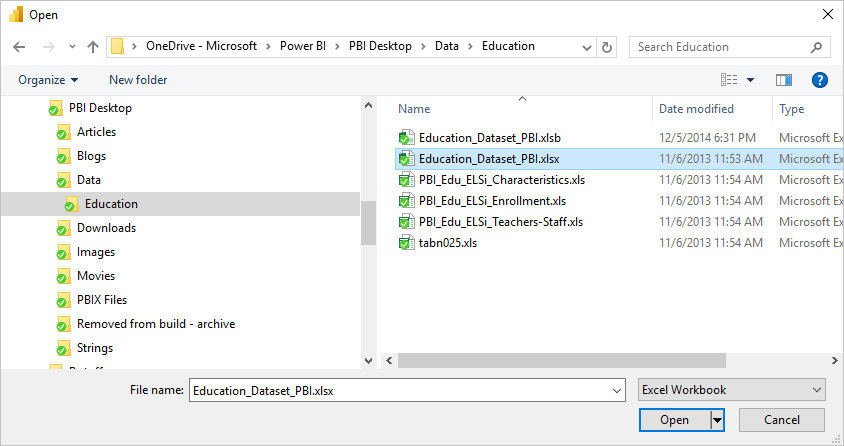 Open
OneDrive - Microsoft > Power BI > PBI Desktop > Data > Education
Search Education
Organize
New folder
?
PBI Desktop
Articles
Blogs
Data
Education
Downloads
Images
Movies
PBIX Files
Removed from build - archive
Strings
Name Date modified Type
Education_Dataset_PBI.xlsb 12/5/2014 6:31 PM Microsoft Ex
Education_Dataset_PBI.xlsx 11/6/2013 11:53 AM Microsoft Ex
PBI_Edu_ELSi_Characteristics.xls 11/6/2013 11:54 AM Microsoft Ex
PBI_Edu_ELSi_Enrollment.xls 11/6/2013 11:54 AM Microsoft Ex
PBI_Edu_ELSi_Teachers-Staff.xls 11/6/2013 11:54 AM Microsoft Ex
tabn025.xls 11/6/2013 11:54 AM Microsoft Ex
File name: Education_Dataset_PBI.xlsx Excel Workbook
Open Cancel